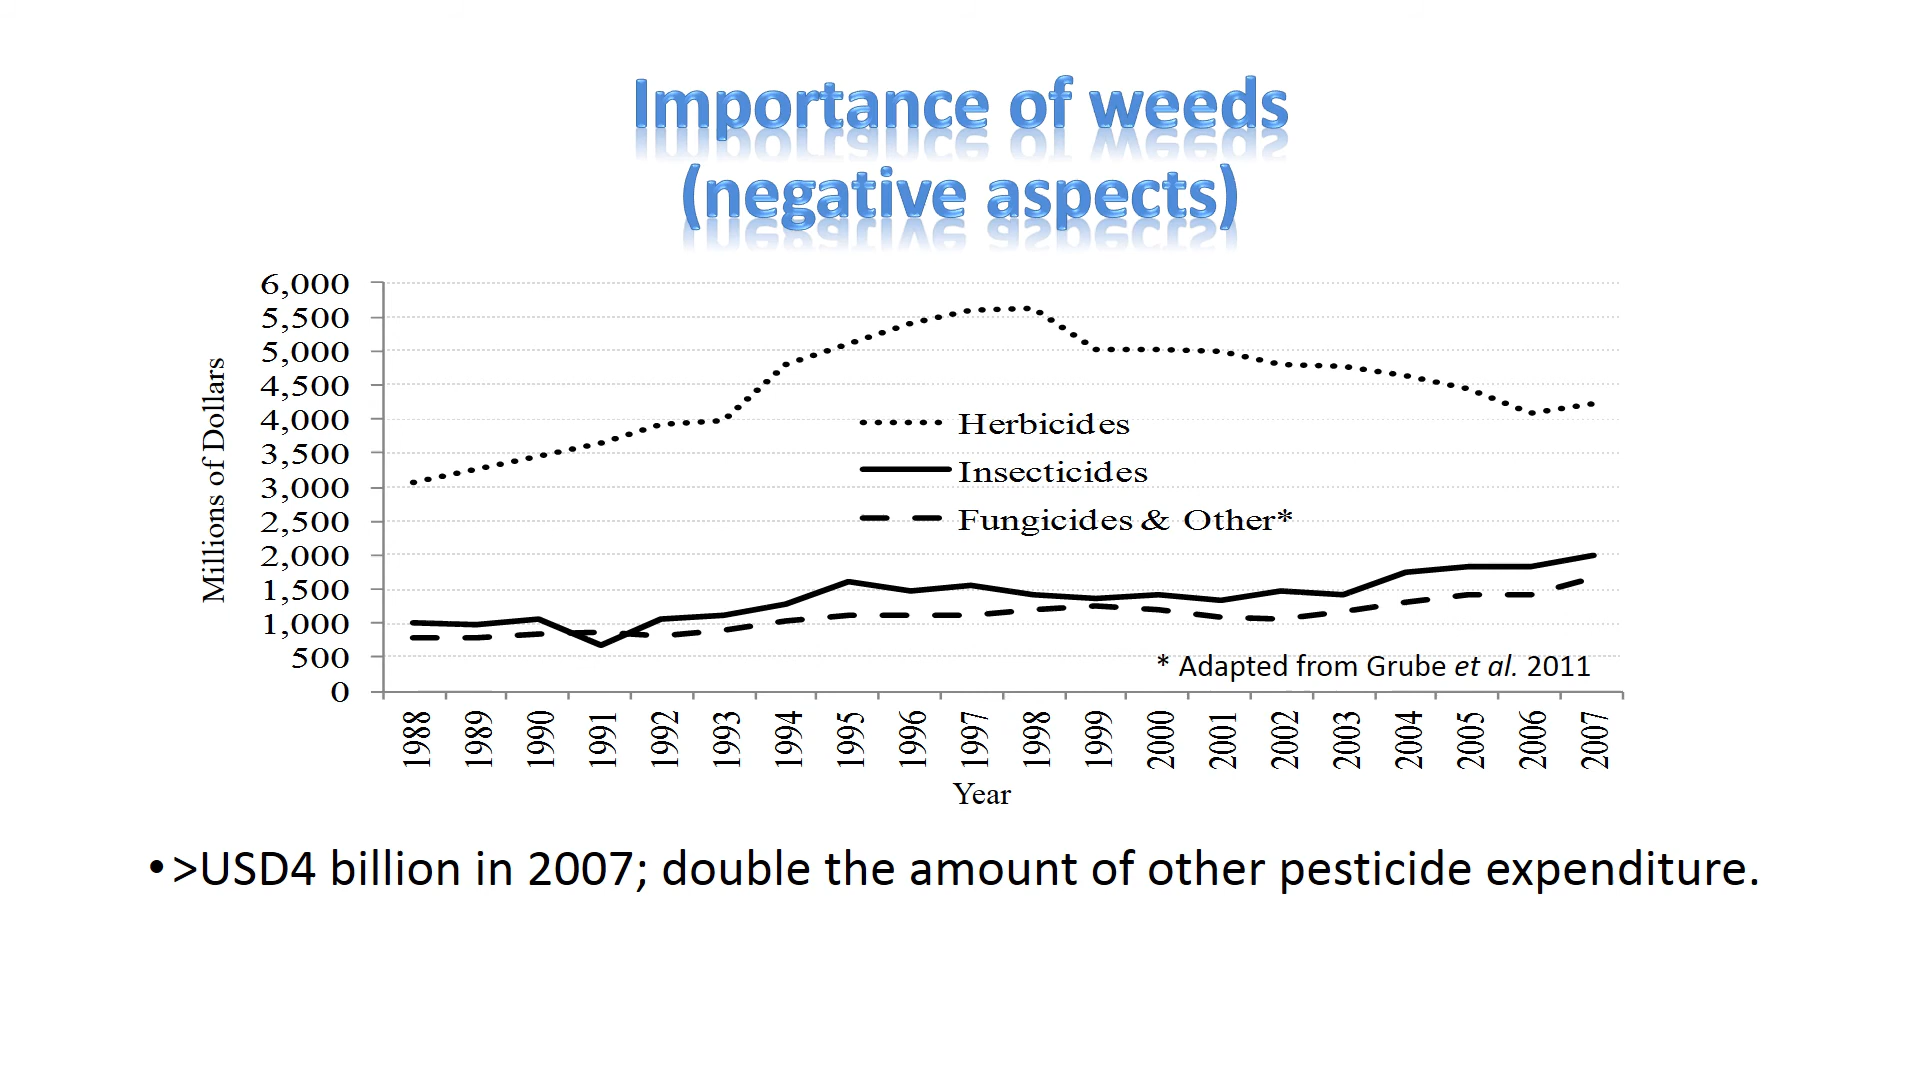 Importance of weeds
(negative aspects)
6,000
5,500
5,000
4,500
4,000
3,500
3,000
2,500
2,000
1,500
1,000
500
0
Millions of Dollars
Herbicides
Insecticides
Fungicides & Other*
* Adapted from Grube et al. 2011
1988 1989 1990 1991 1992 1993 1994 1995 1996 1997 1998 1999 2000 2001 2002 2003 2004 2005 2006 2007
Year
• >USD4 billion in 2007; double the amount of other pesticide expenditure.